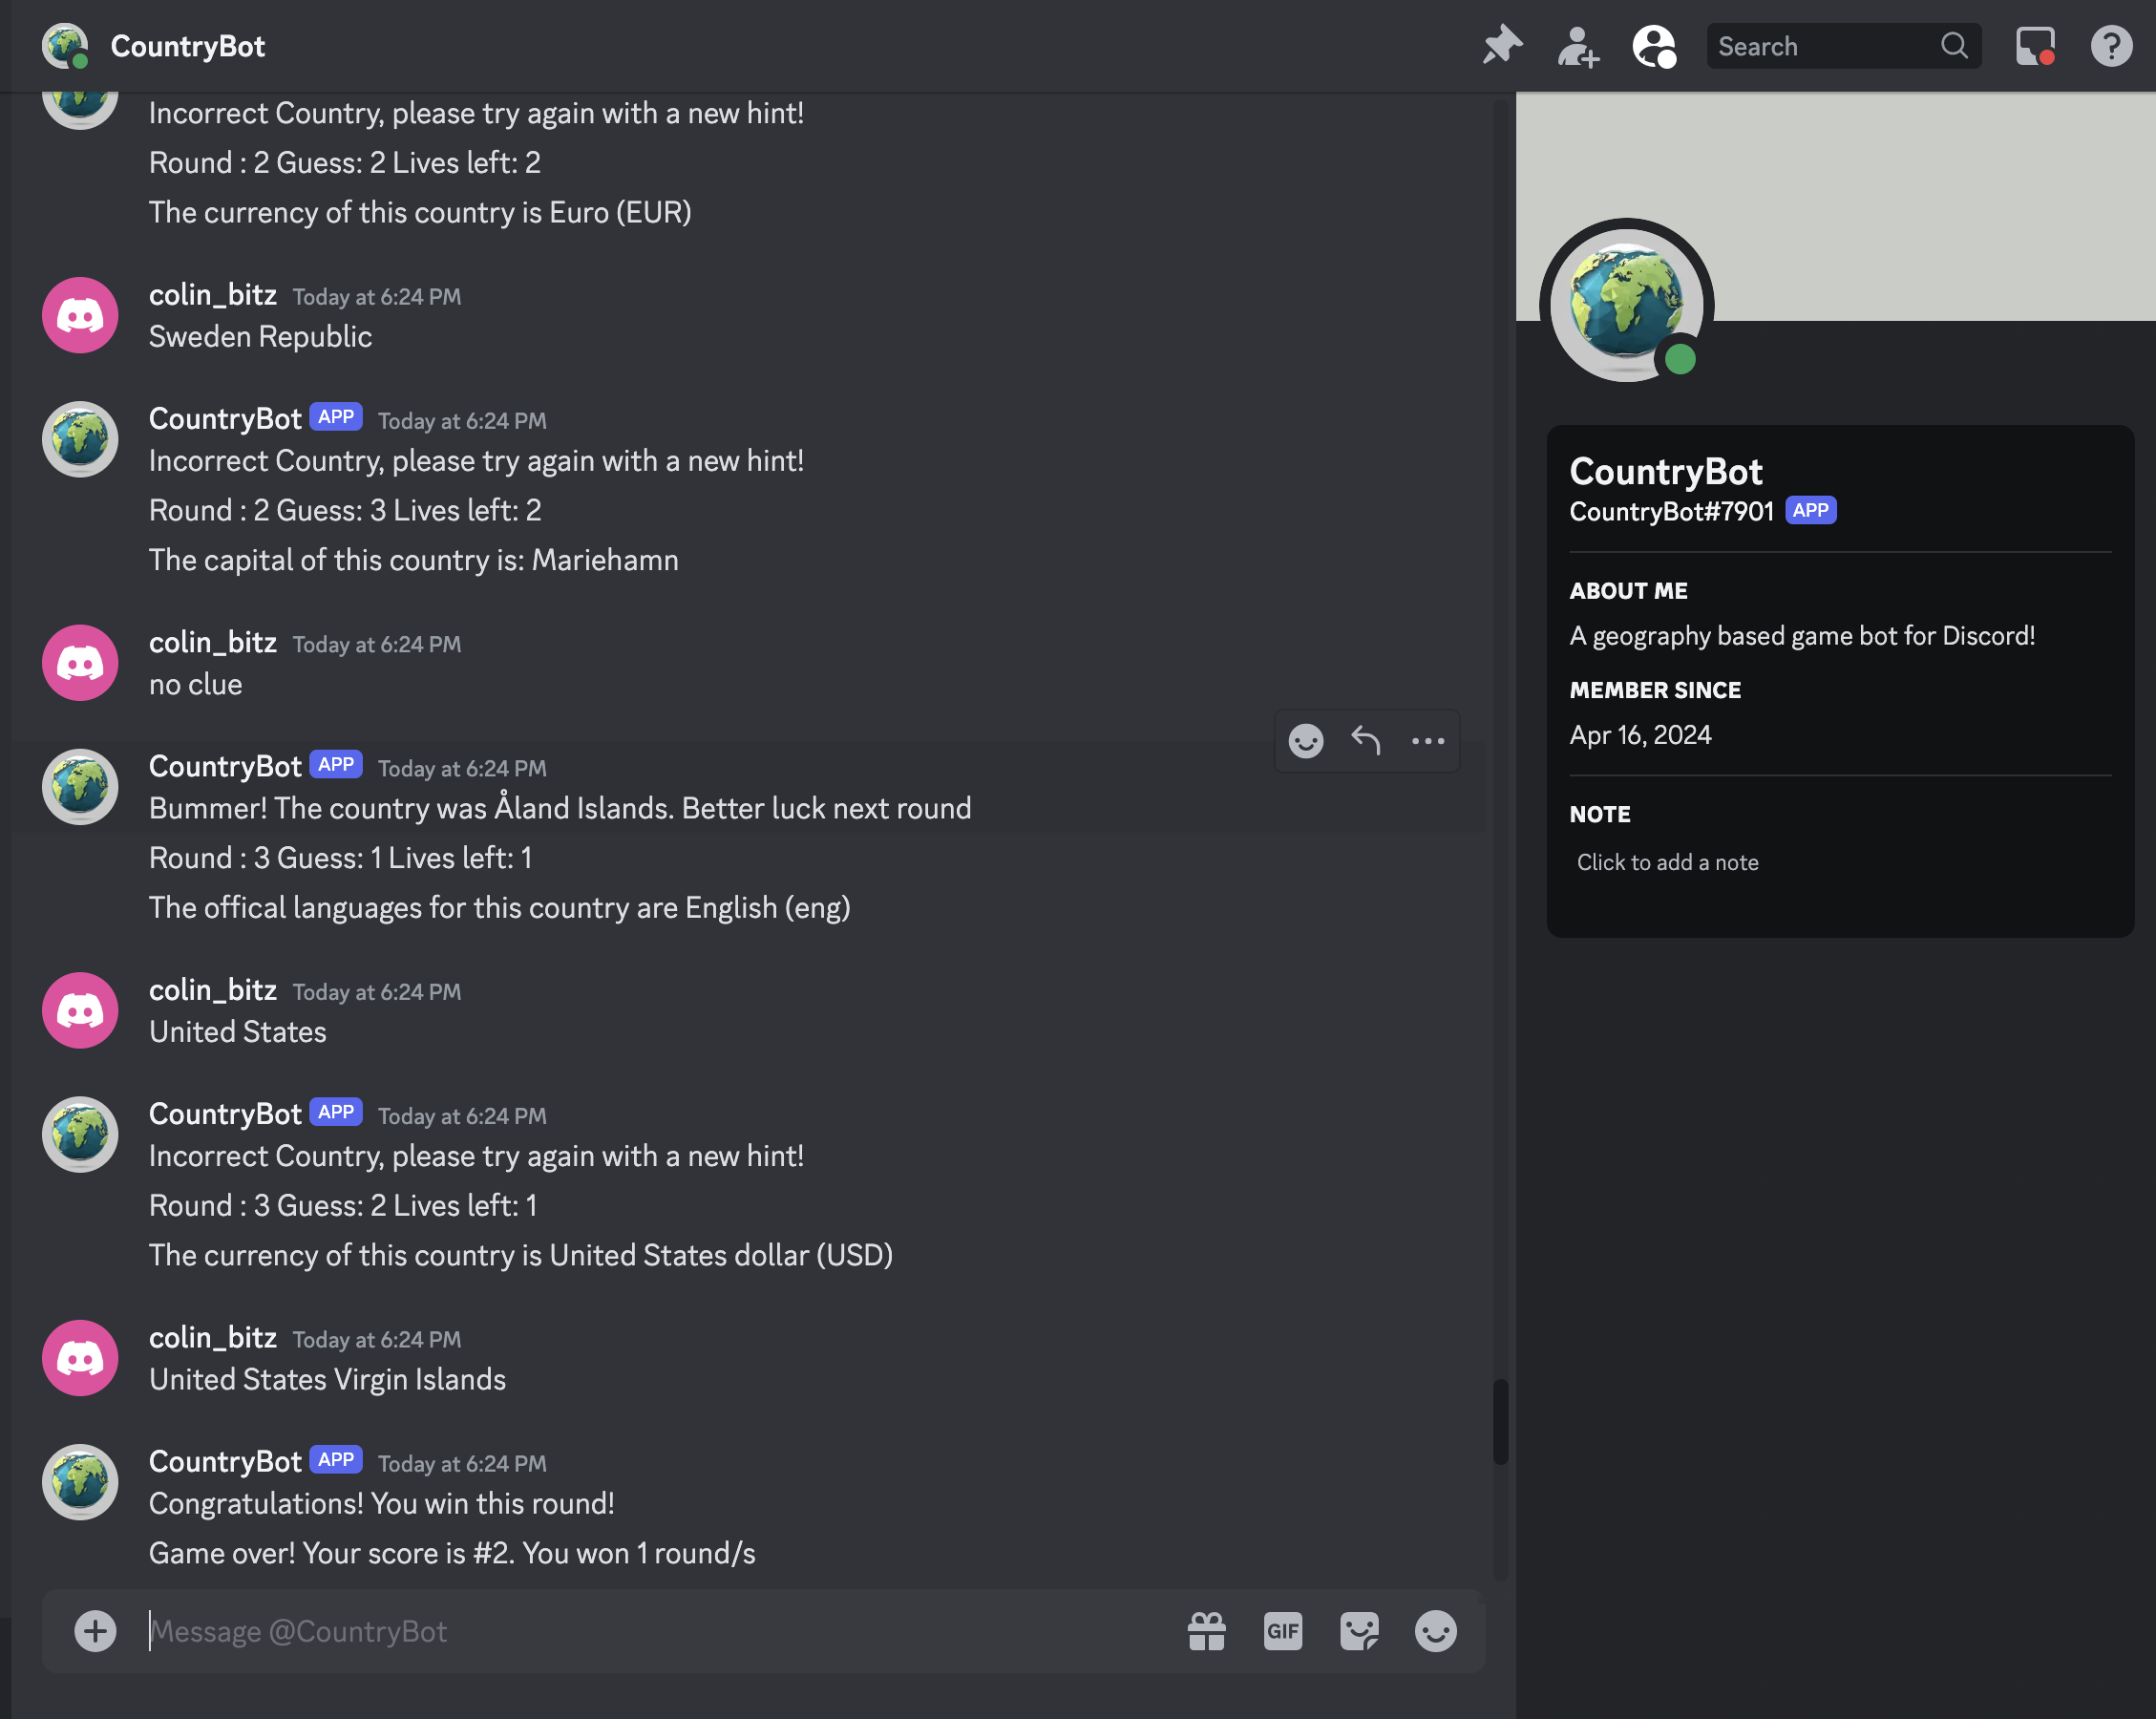 CountryBot
Search
Incorrect Country, please try again with a new hint!
Round : 2 Guess: 2 Lives left: 2
The currency of this country is Euro (EUR)
colin_bitz Today at 6:24 PM
Sweden Republic
CountryBot APP Today at 6:24 PM
Incorrect Country, please try again with a new hint!
Round : 2 Guess: 3 Lives left: 2
The capital of this country is: Mariehamn
colin_bitz Today at 6:24 PM
no clue
CountryBot APP Today at 6:24 PM
Bummer! The country was Åland Islands. Better luck next round
Round : 3 Guess: 1 Lives left: 1
The offical languages for this country are English (eng)
colin_bitz Today at 6:24 PM
United States
CountryBot APP Today at 6:24 PM
Incorrect Country, please try again with a new hint!
Round : 3 Guess: 2 Lives left: 1
The currency of this country is United States dollar (USD)
colin_bitz Today at 6:24 PM
United States Virgin Islands
CountryBot APP Today at 6:24 PM
Congratulations! You win this round!
Game over! Your score is #2. You won 1 round/s
Message @CountryBot
GIF
CountryBot
CountryBot#7901 APP
ABOUT ME
A geography based game bot for Discord!
MEMBER SINCE
Apr 16, 2024
NOTE
Click to add a note